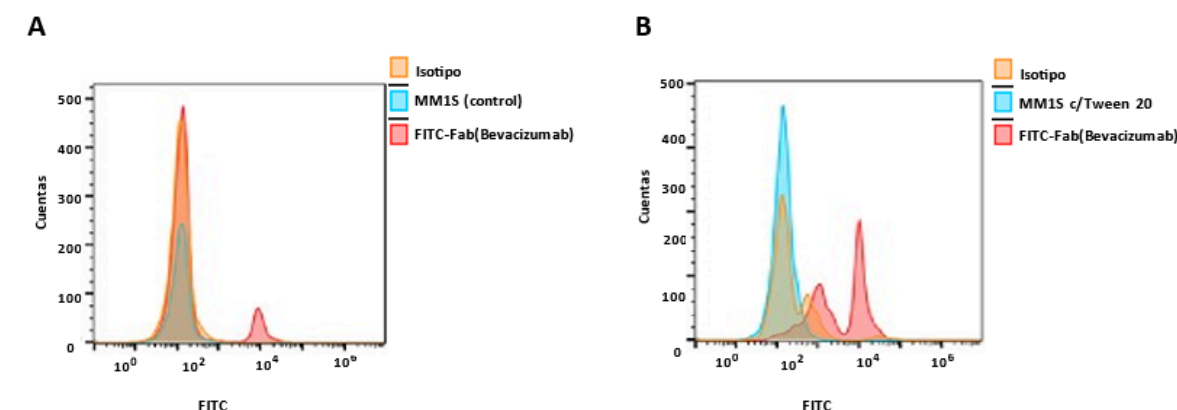 A
Isotipo
MM1S (control)
FITC-Fab(Bevacizumab)
Cuentas
500
400
300
200
100
0
10⁰
10²
10⁴
10⁶
FITC
B
Isotipo
MM1S c/Tween 20
FITC-Fab(Bevacizumab)
Cuentas
500
400
300
200
100
0
10⁰
10²
10⁴
10⁶
FITC